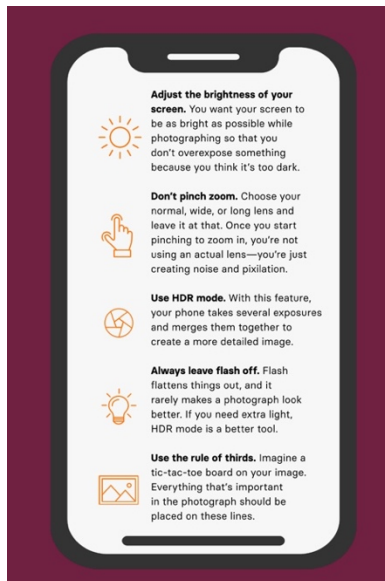 Adjust the brightness of your
screen. You want your screen to
be as bright as possible while
photographing so that you
don't overexpose something
because you think it's too dark.
Don't pinch zoom. Choose your
normal, wide, or long lens and
leave it at that. Once you start
pinching to zoom in, you're not
using an actual lens—you're just
creating noise and pixilation.
Use HDR mode. With this feature,
your phone takes several exposures
and merges them together to
create a more detailed image.
Always leave flash off. Flash
flattens things out, and it
rarely makes a photograph look
better. If you need extra light,
HDR mode is a better tool.
Use the rule of thirds. Imagine a
tic-tac-toe board on your image.
Everything that's important
in the photograph should be
placed on these lines.